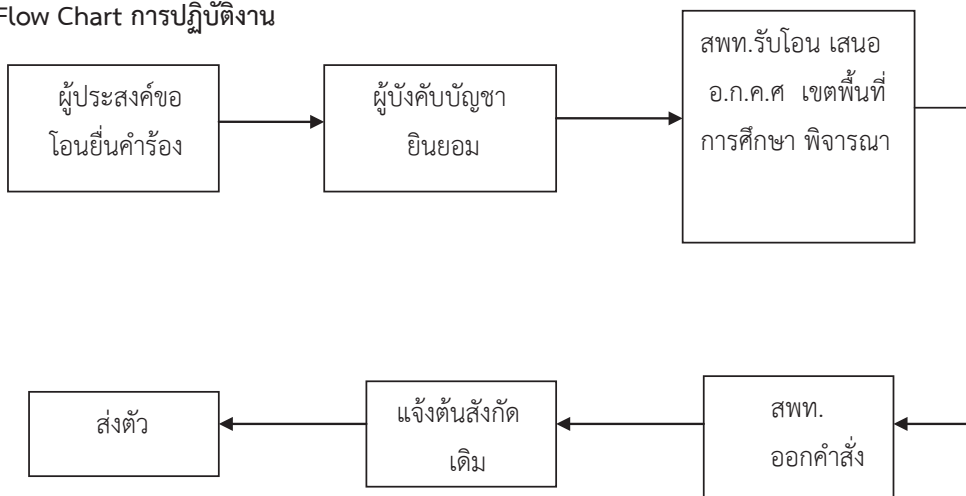 Flow Chart การปฏิบัติงาน
ผู้ประสงค์ขอ
โอนยื่นคำร้อง
ผู้บังคับบัญชา
ยินยอม
สพท.รับโอน เสนอ
อ.ก.ค.ศ เขตพื้นที่
การศึกษา พิจารณา
สพท.
ออกคำสั่ง
แจ้งต้นสังกัด
เดิม
ส่งตัว